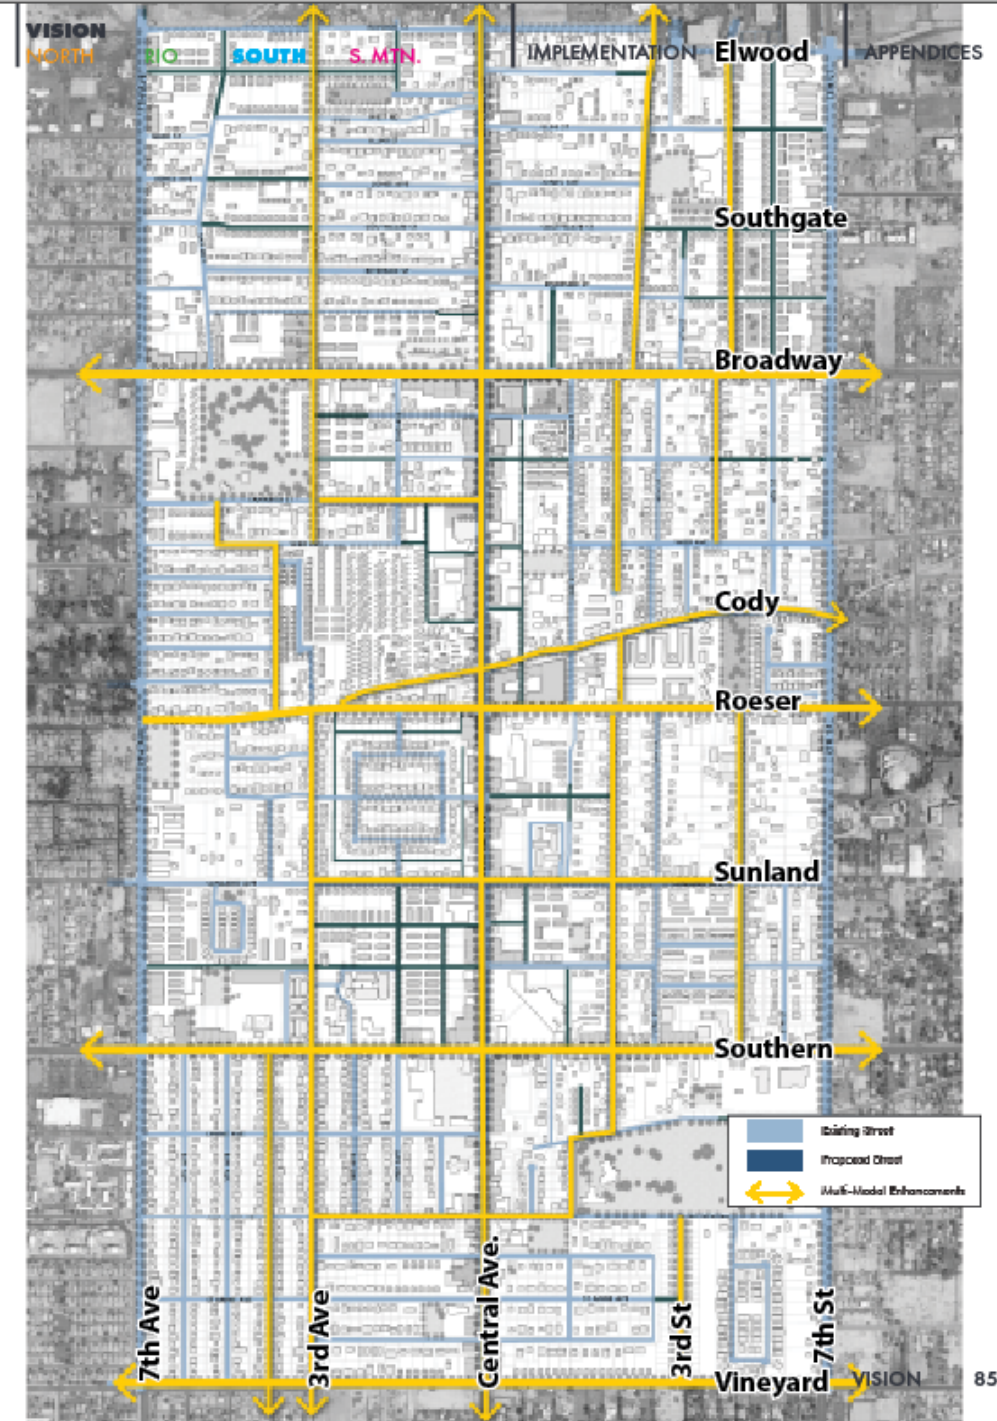 VISION
NORTH RIO SOUTH S. MTN. IMPLEMENTATION APPENDICES
Elwood
Southgate
Broadway
Cody
Roeser
Sunland
Southern
Existing Street
Proposed Street
Multi-Modal Enhancements
7th Ave
3rd Ave
Central Ave.
3rd St
7th St
Vineyard
VISION 85